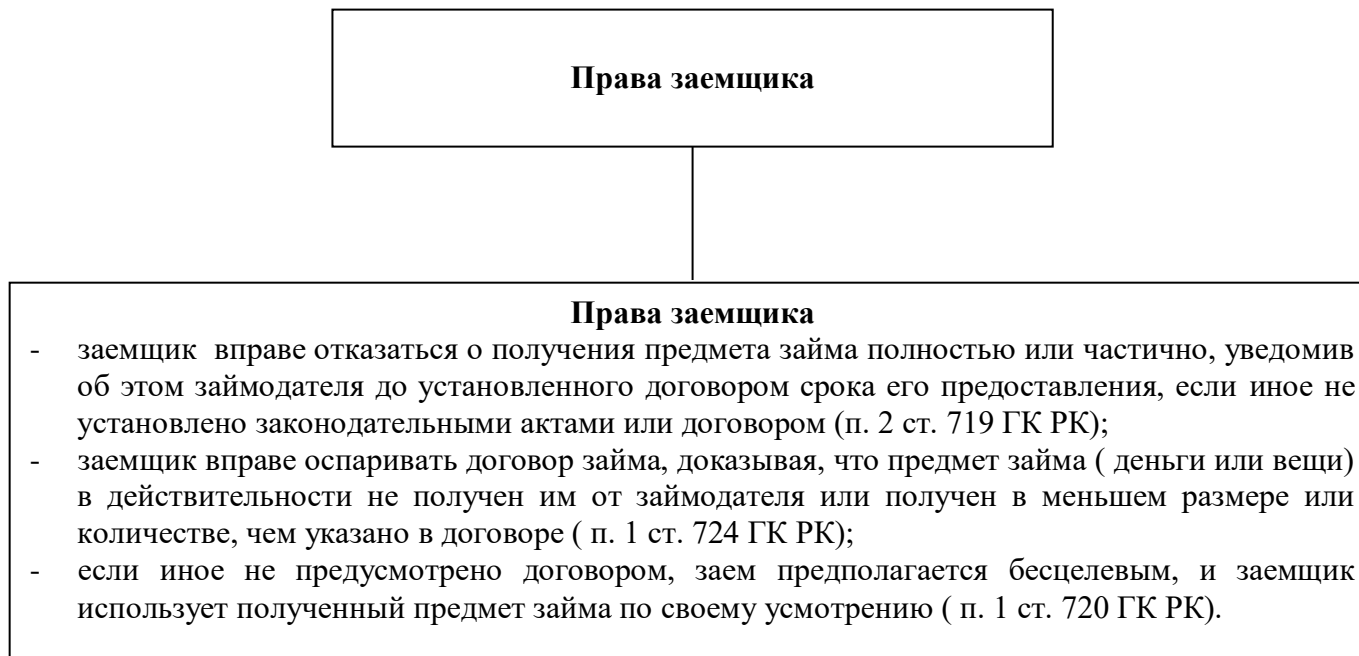 Права заемщика
Права заемщика
- заемщик вправе отказаться о получения предмета займа полностью или частично, уведомив
об этом займодателя до установленного договором срока его предоставления, если иное не
установлено законодательными актами или договором (п. 2 ст. 719 ГК РК);
- заемщик вправе оспаривать договор займа, доказывая, что предмет займа ( деньги или вещи)
в действительности не получен им от займодателя или получен в меньшем размере или
количестве, чем указано в договоре ( п. 1 ст. 724 ГК РК);
- если иное не предусмотрено договором, заем предполагается бесцелевым, и заемщик
использует полученный предмет займа по своему усмотрению ( п. 1 ст. 720 ГК РК).